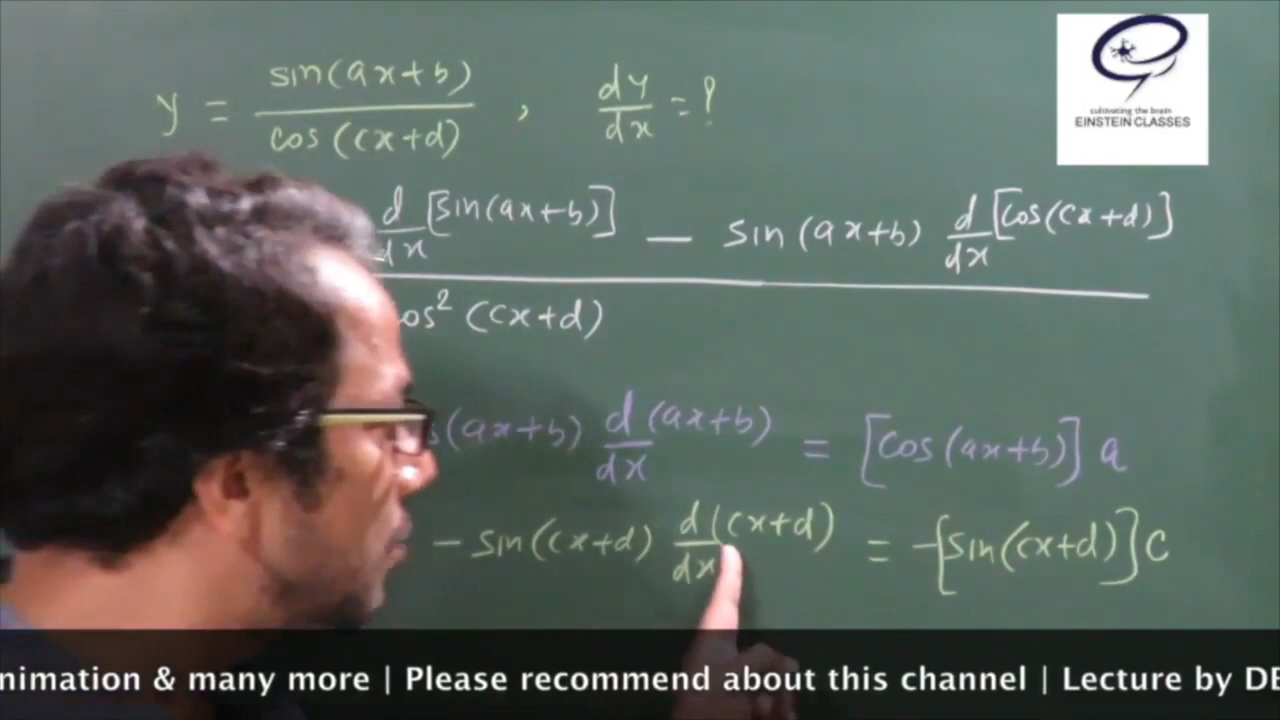 y = sin(ax+b) / cos(cx+d) , dy/dx = ?
cultivating the brain
EINSTEIN CLASSES
d/dx [sin(ax+b)] — sin(ax+b) d/dx [cos(cx+d)]
os² (cx+d)
s(ax+b) d/dx (ax+b) = [cos(ax+b)] a
- sin(cx+d) d/dx (cx+d) = -[sin(cx+d)] c
nimation & many more | Please recommend about this channel | Lecture by DE